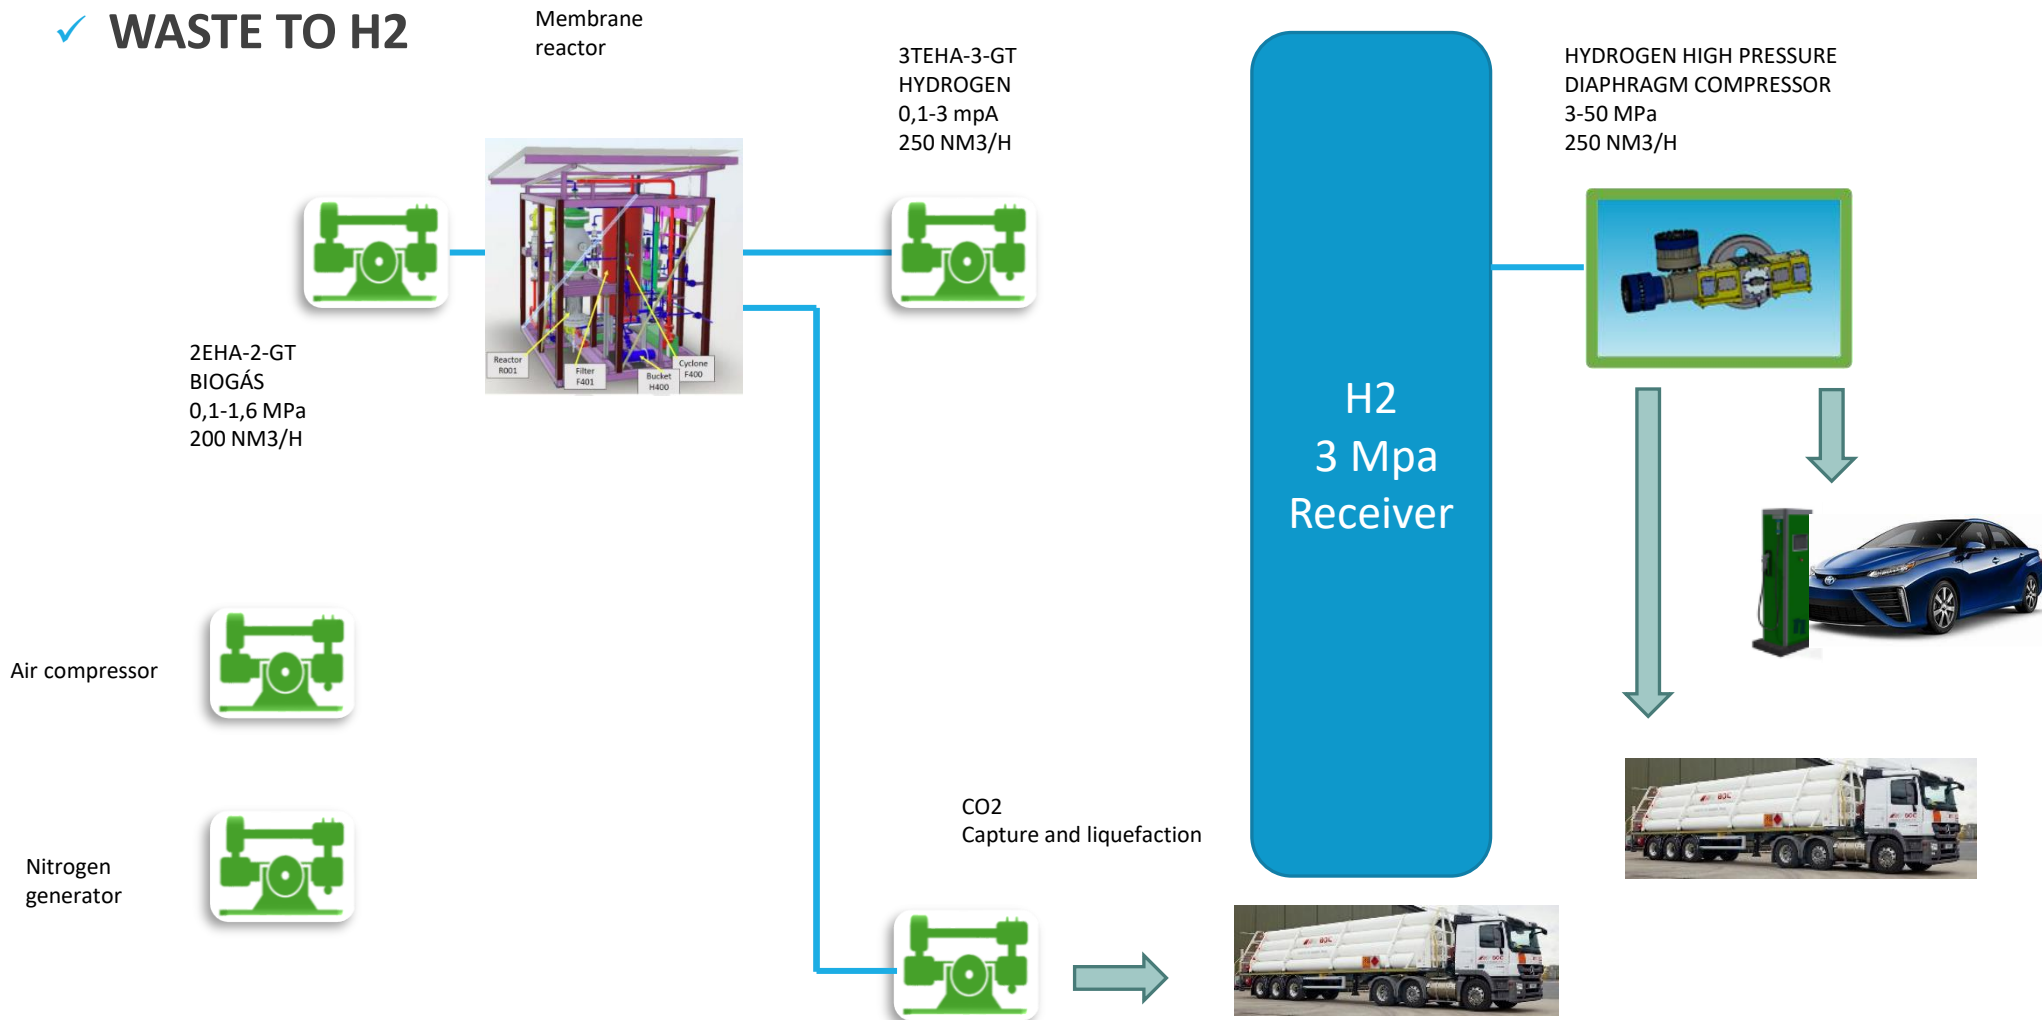 ✓ WASTE TO H2
Membrane
reactor
3TEHA-3-GT
HYDROGEN
0,1-3 mpA
250 NM3/H
HYDROGEN HIGH PRESSURE
DIAPHRAGM COMPRESSOR
3-50 MPa
250 NM3/H
2EHA-2-GT
BIOGÁS
0,1-1,6 MPa
200 NM3/H
Reactor
R001
Filter
F401
Bucket
H400
Cyclone
F400
H2
3 Mpa
Receiver
Air compressor
Nitrogen
generator
CO2
Capture and liquefaction
BOC
BOC